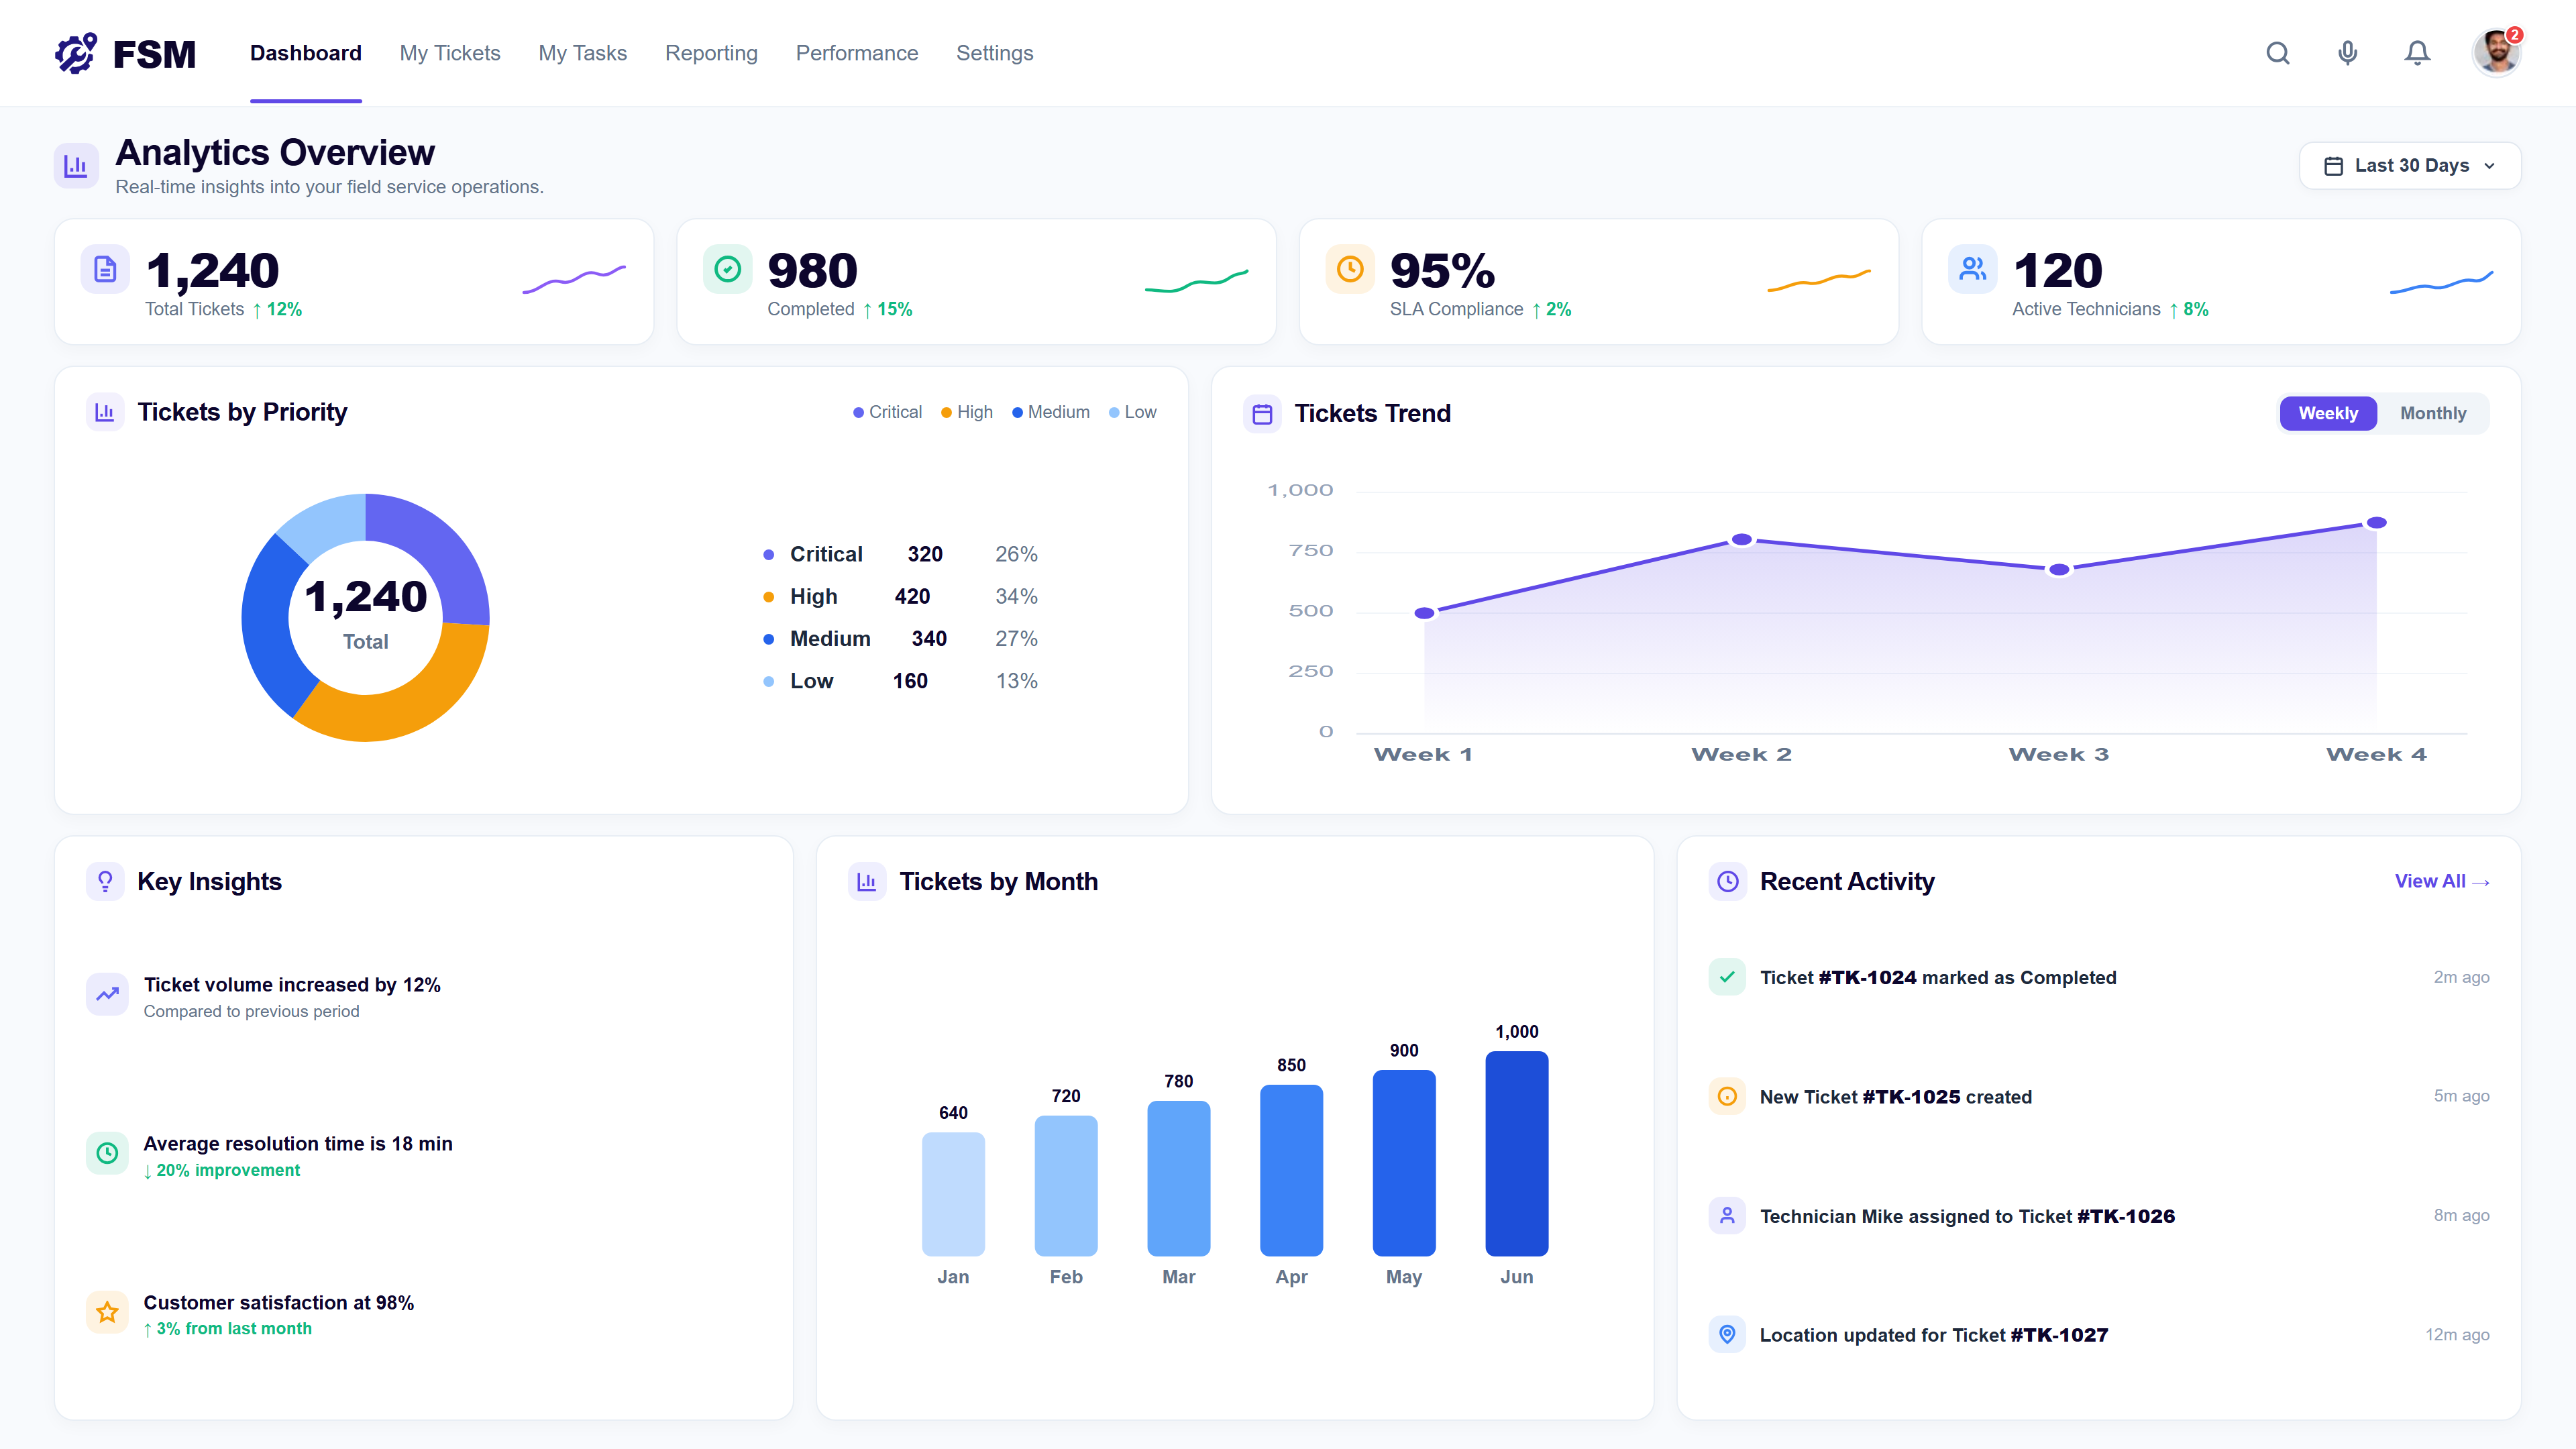 FSM
Dashboard
My Tickets
My Tasks
Reporting
Performance
Settings
2
Analytics Overview
Real-time insights into your field service operations.
Last 30 Days
1,240
Total Tickets ↑ 12%
980
Completed ↑ 15%
95%
SLA Compliance ↑ 2%
120
Active Technicians ↑ 8%
Tickets by Priority
Critical High Medium Low
1,240
Total
Critical 320 26%
High 420 34%
Medium 340 27%
Low 160 13%
Tickets Trend
Weekly Monthly
1,000
750
500
250
0
Week 1 Week 2 Week 3 Week 4
Key Insights
Ticket volume increased by 12%
Compared to previous period
Average resolution time is 18 min
↓ 20% improvement
Customer satisfaction at 98%
↑ 3% from last month
Tickets by Month
640 720 780 850 900 1,000
Jan Feb Mar Apr May Jun
Recent Activity
View All →
Ticket #TK-1024 marked as Completed 2m ago
New Ticket #TK-1025 created 5m ago
Technician Mike assigned to Ticket #TK-1026 8m ago
Location updated for Ticket #TK-1027 12m ago